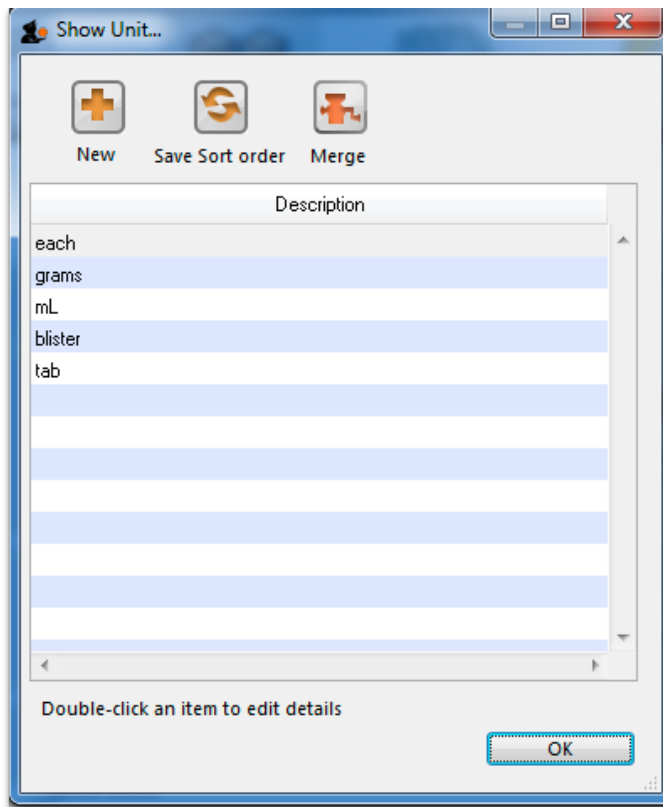 Show Unit...
New Save Sort order Merge
Description
each
grams
mL
blister
tab
Double-click an item to edit details
OK